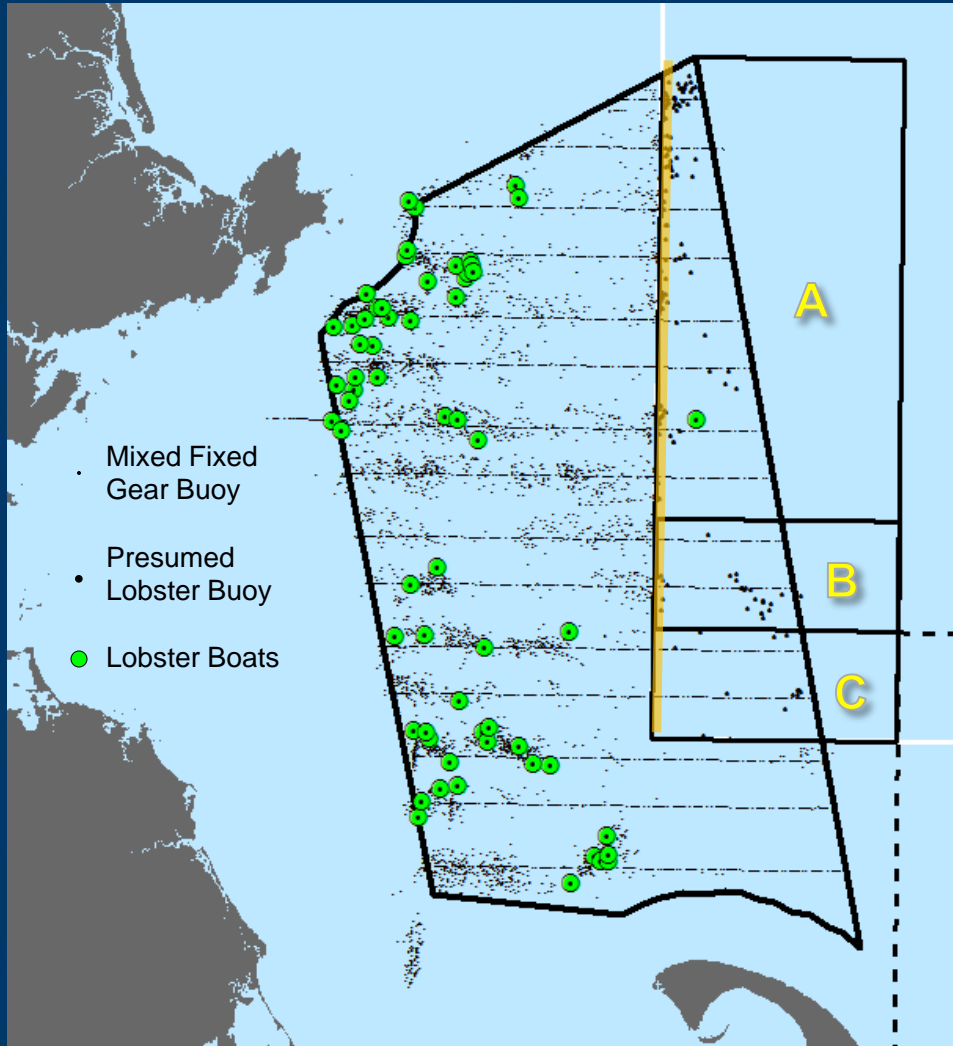 A
B
C
Mixed Fixed
Gear Buoy
Presumed
Lobster Buoy
Lobster Boats